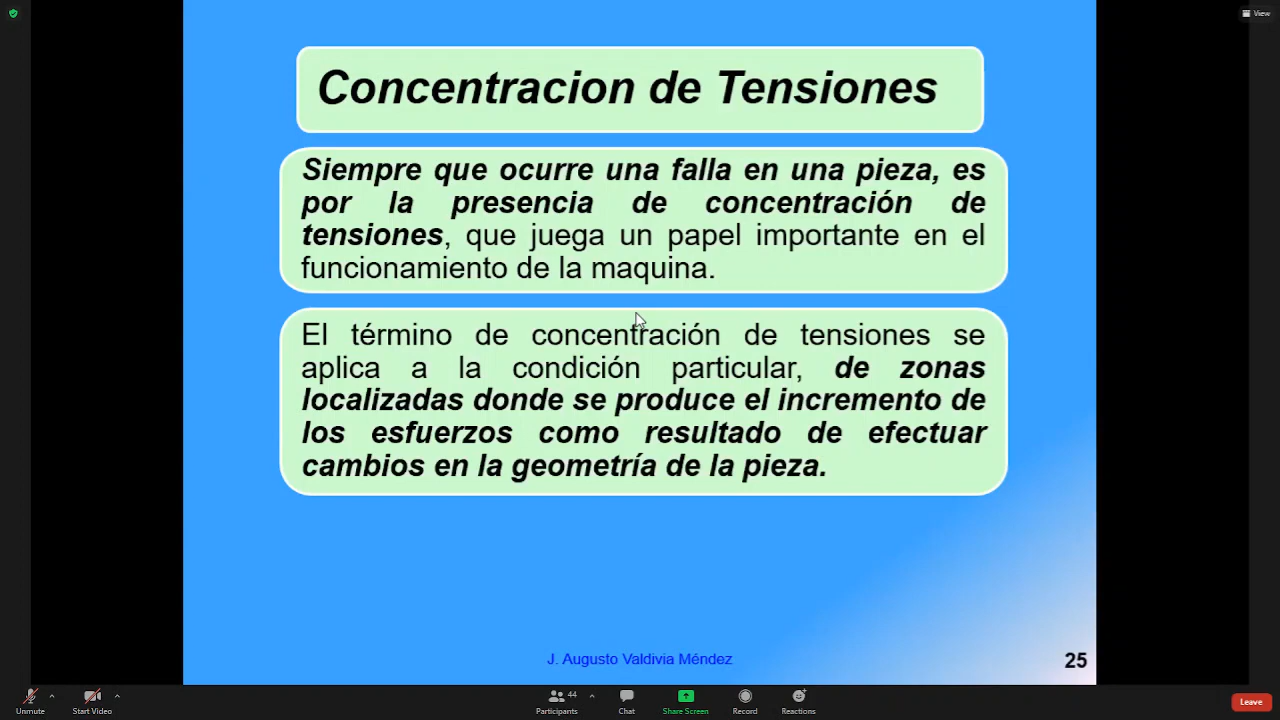 View
Concentracion de Tensiones
Siempre que ocurre una falla en una pieza, es
por la presencia de concentración de
tensiones, que juega un papel importante en el
funcionamiento de la maquina.
El término de concentración de tensiones se
aplica a la condición particular, de zonas
localizadas donde se produce el incremento de
los esfuerzos como resultado de efectuar
cambios en la geometría de la pieza.
J. Augusto Valdivia Méndez
25
Unmute
Start Video
44
Participants
Chat
Share Screen
Record
Reactions
Leave